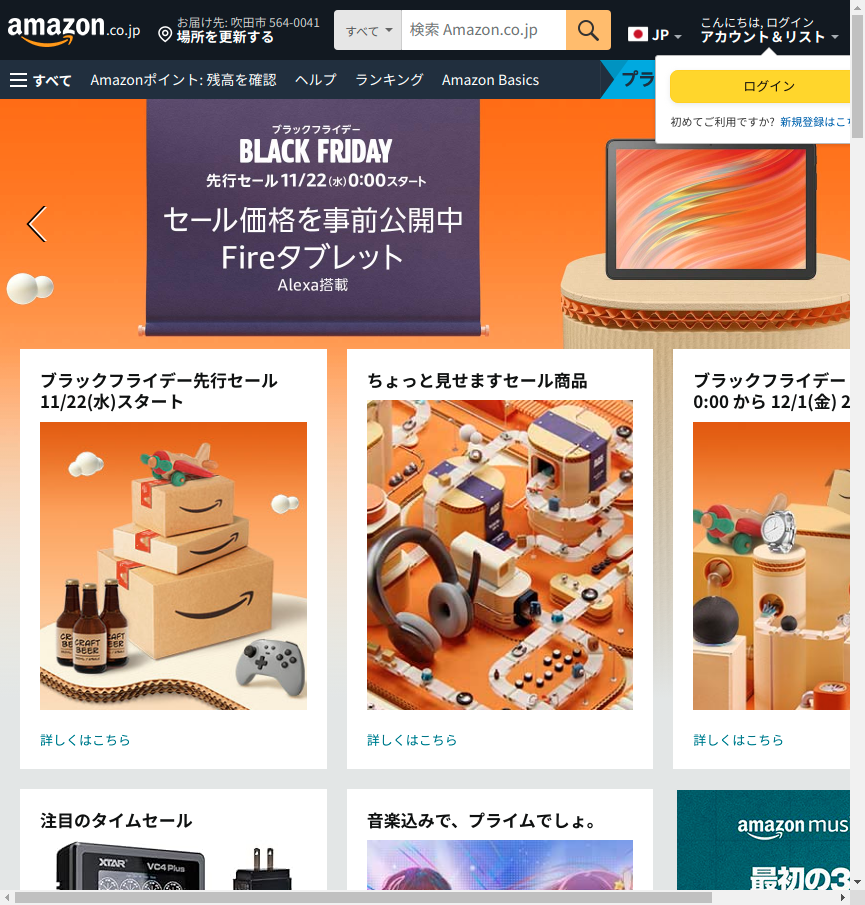 amazon.co.jp
お届け先: 吹田市 564-0041
場所を更新する
すべて
検索 Amazon.co.jp
JP
こんにちは, ログイン
アカウント＆リスト
すべて
Amazonポイント: 残高を確認
ヘルプ
ランキング
Amazon Basics
プラ
ログイン
初めてご利用ですか? 新規登録はこち
ブラックフライデー
BLACK FRIDAY
先行セール 11/22(水)0:00スタート
セール価格を事前公開中
Fireタブレット
Alexa搭載
ブラックフライデー先行セール
11/22(水)スタート
CRAFT
BEER
詳しくはこちら
ちょっと見せますセール商品
詳しくはこちら
ブラックフライデー
0:00 から 12/1(金) 2
詳しくはこちら
注目のタイムセール
XTAR
VC4 Plus
音楽込みで、プライムでしょ。
amazon mus
最初の3